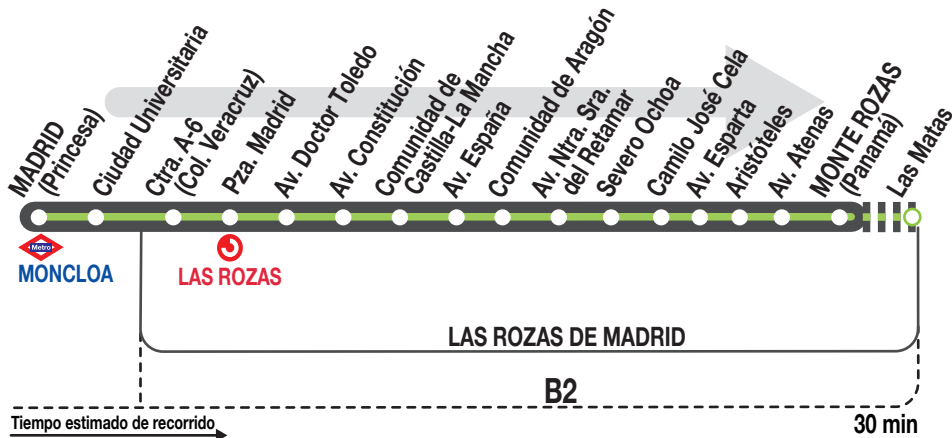 MADRID
(Princesa)
Ciudad Universitaria
Ctra. A-6
(Col. Veracruz)
Pza. Madrid
Av. Doctor Toledo
Av. Constitución
Comunidad de
Castilla-La Mancha
Av. España
Comunidad de Aragón
Av. Ntra. Sra.
del Retamar
Severo Ochoa
Camilo José Cela
Av. Esparta
Aristóteles
Av. Atenas
MONTE ROZAS
(Panamá)
Las Matas
Metro
MONCLOA
LAS ROZAS
LAS ROZAS DE MADRID
B2
Tiempo estimado de recorrido
30 min